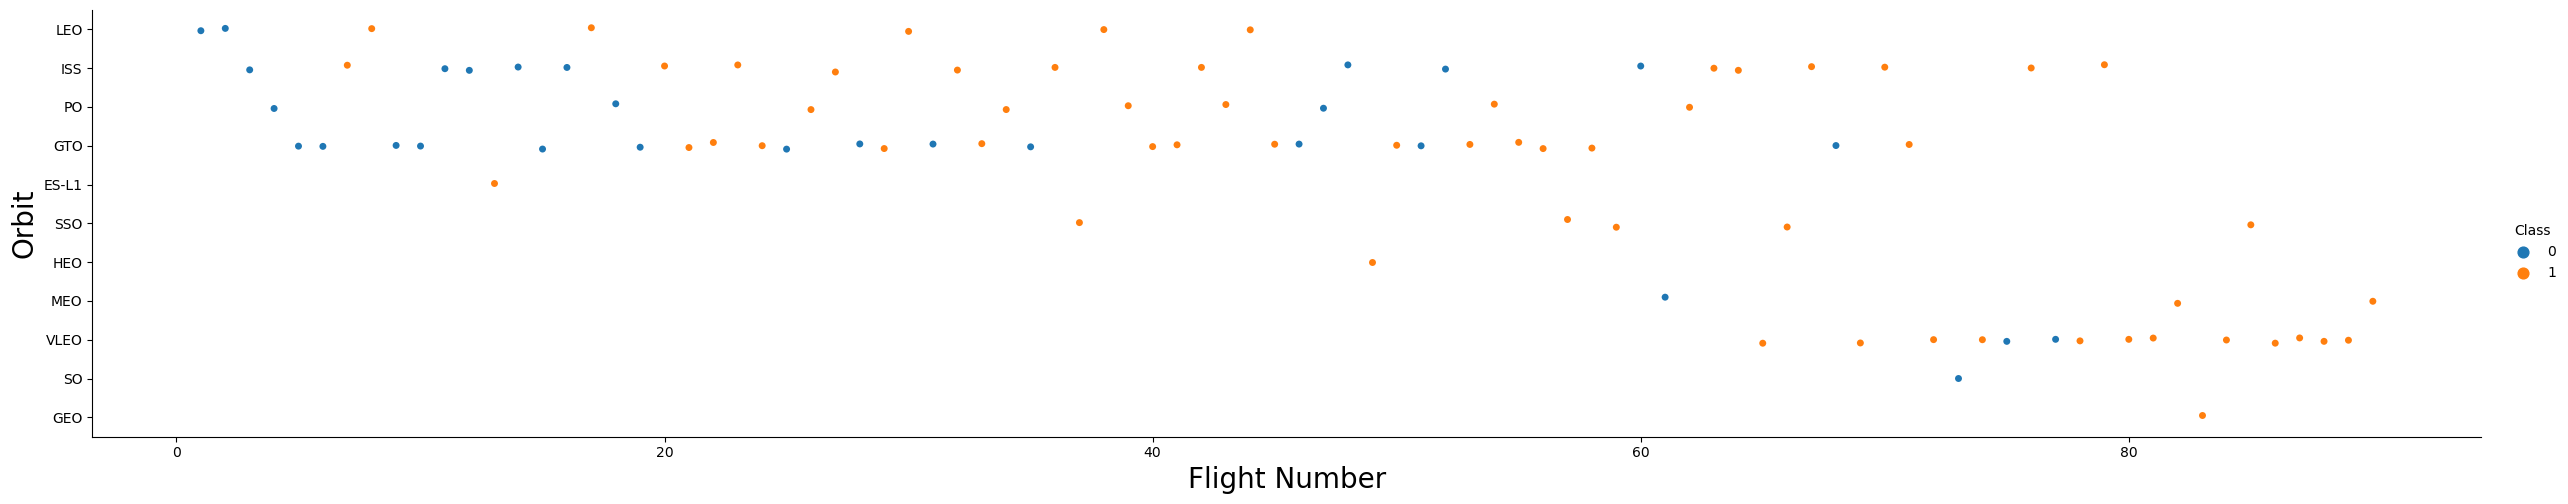 LEO
ISS
PO
GTO
ES-L1
SSO
HEO
MEO
VLEO
SO
GEO
Orbit
0 20 40 60 80
Flight Number
Class
0
1